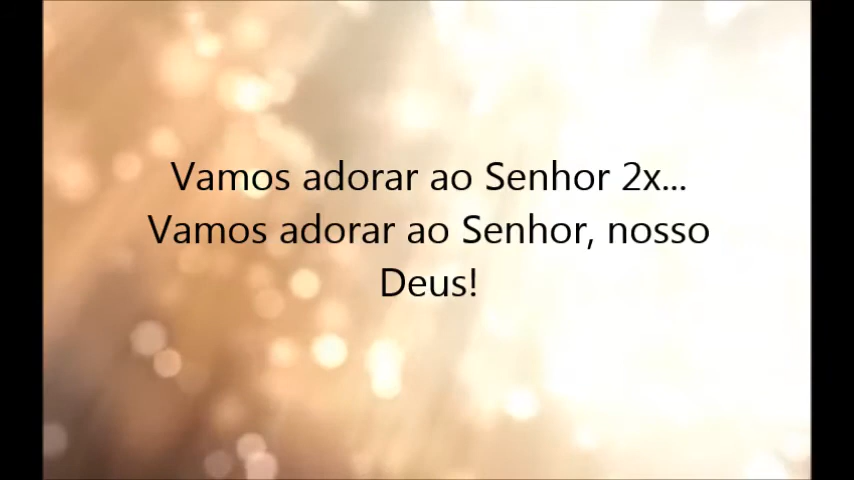 Vamos adorar ao Senhor 2x...
Vamos adorar ao Senhor, nosso
Deus!